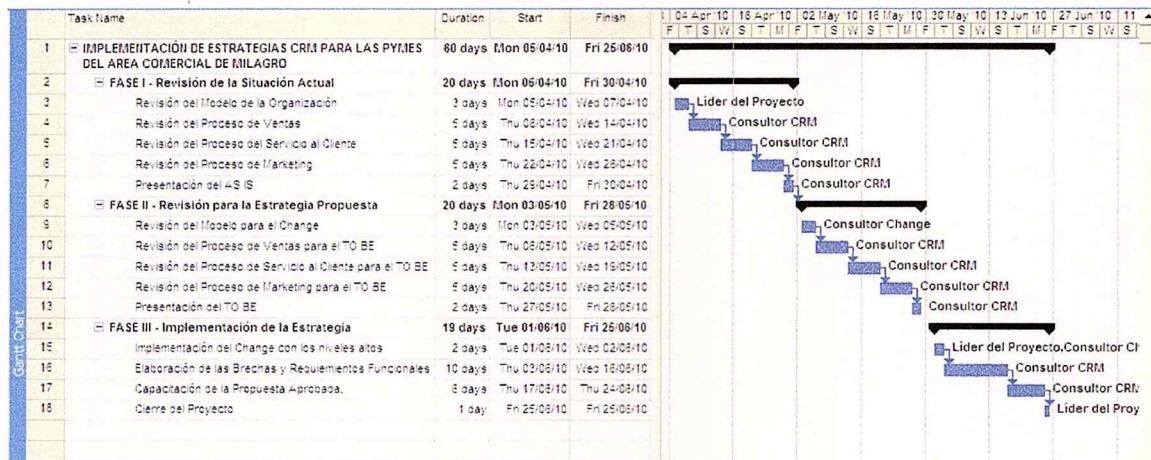 Task Name Duration Start Finish 04 Apr '10 18 Apr '10 02 May '10 16 May '10 30 May '10 13 Jun '10 27 Jun '10 11
F T S W S T M F T S W S T M F T S W S
1 IMPLEMENTACIÓN DE ESTRATEGIAS CRM PARA LAS PYMES DEL AREA COMERCIAL DE MILAGRO 60 days Mon 05/04/10 Fri 25/06/10
2 FASE I - Revisión de la Situación Actual 20 days Mon 05/04/10 Fri 30/04/10
3 Revisión del Modelo de la Organización 3 days Mon 05/04/10 Wed 07/04/10 Lider del Proyecto
4 Revisión del Proceso de Ventas 5 days Thu 08/04/10 Wed 14/04/10 Consultor CRM
5 Revisión del Proceso del Servicio al Cliente 5 days Thu 15/04/10 Wed 21/04/10 Consultor CRM
6 Revisión del Proceso de Marketing 5 days Thu 22/04/10 Wed 28/04/10 Consultor CRM
7 Presentación del AS IS 2 days Thu 29/04/10 Fri 30/04/10 Consultor CRM
8 FASE II - Revisión para la Estrategia Propuesta 20 days Mon 03/05/10 Fri 28/05/10
9 Revisión del Modelo para el Change 3 days Mon 03/05/10 Wed 05/05/10 Consultor Change
10 Revisión del Proceso de Ventas para el TO BE 5 days Thu 06/05/10 Wed 12/05/10 Consultor CRM
11 Revisión del Proceso de Servicio al Cliente para el TO BE 5 days Thu 13/05/10 Wed 19/05/10 Consultor CRM
12 Revisión del Proceso de Marketing para el TO BE 5 days Thu 20/05/10 Wed 26/05/10 Consultor CRM
13 Presentación del TO BE 2 days Thu 27/05/10 Fri 28/05/10 Consultor CRM
14 FASE III - Implementación de la Estrategia 19 days Tue 01/06/10 Fri 25/06/10
15 Implementación del Change con los niveles altos 2 days Tue 01/06/10 Wed 02/06/10 Lider del Proyecto,Consultor Ch
16 Elaboración de las Brechas y Requiemientos Funcionales 10 days Thu 03/06/10 Wed 16/06/10 Consultor CRM
17 Capacitación de la Propuesta Aprobada. 6 days Thu 17/06/10 Thu 24/06/10 Consultor CRM
18 Cierre del Proyecto 1 day Fri 25/06/10 Fri 25/06/10 Lider del Proy
Gantt Chart